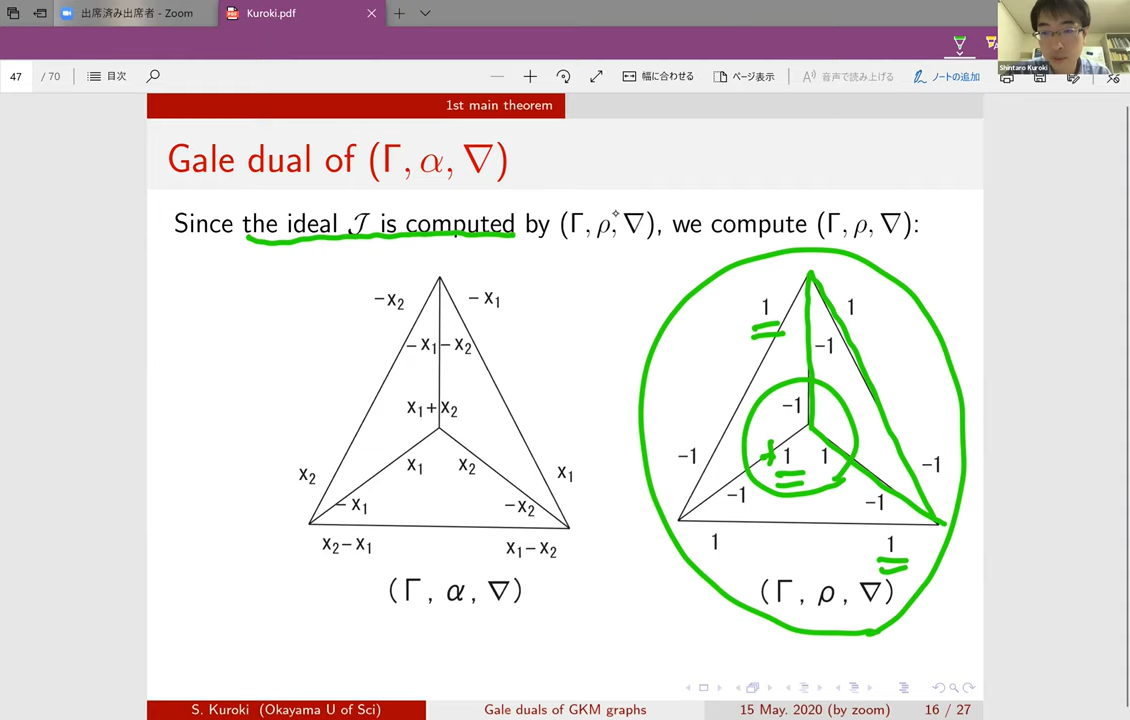 出席済み出席者 - Zoom
Kuroki.pdf
Shintaro Kuroki
47 / 70
目次
幅に合わせる
ページ表示
音声で読み上げる
ノートの追加
1st main theorem
Gale dual of (Γ, α, ∇)
Since the ideal 𝒥 is computed by (Γ, ρ, ∇), we compute (Γ, ρ, ∇):
-x₂ -x₁
-x₁-x₂
x₁+x₂
x₁ x₂
x₂ x₁
-x₁ -x₂
x₂-x₁ x₁-x₂
(Γ, α, ∇)
1 1
-1
-1
+1 1
-1 -1
-1 -1
1 1
(Γ, ρ, ∇)
S. Kuroki (Okayama U of Sci) Gale duals of GKM graphs 15 May. 2020 (by zoom) 16 / 27